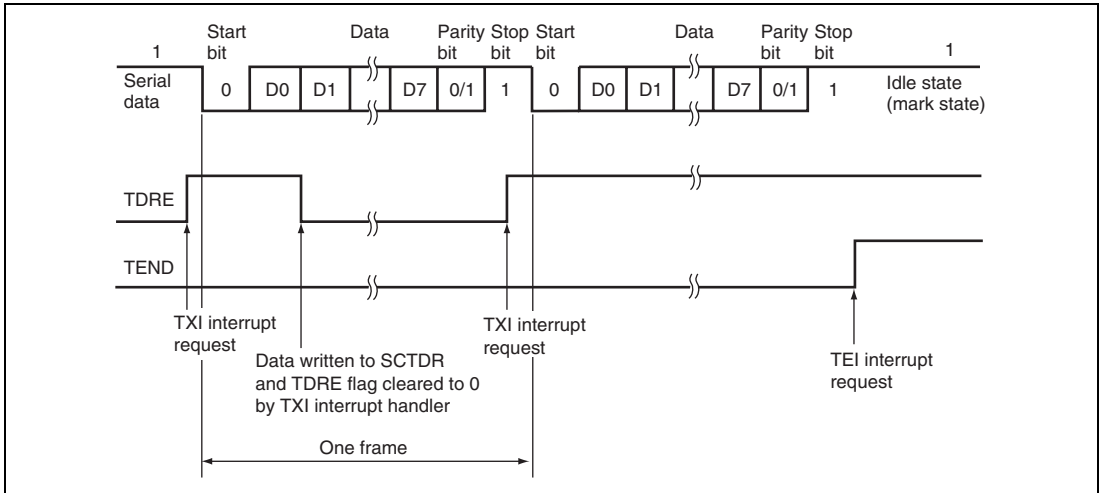 Start bit
Data
Parity bit
Stop bit
Start bit
Data
Parity bit
Stop bit
1
1
Serial data
0
D0
D1
D7
0/1
1
0
D0
D1
D7
0/1
1
Idle state
(mark state)
TDRE
TEND
TXI interrupt
request
Data written to SCTDR
and TDRE flag cleared to 0
by TXI interrupt handler
TXI interrupt
request
TEI interrupt
request
One frame